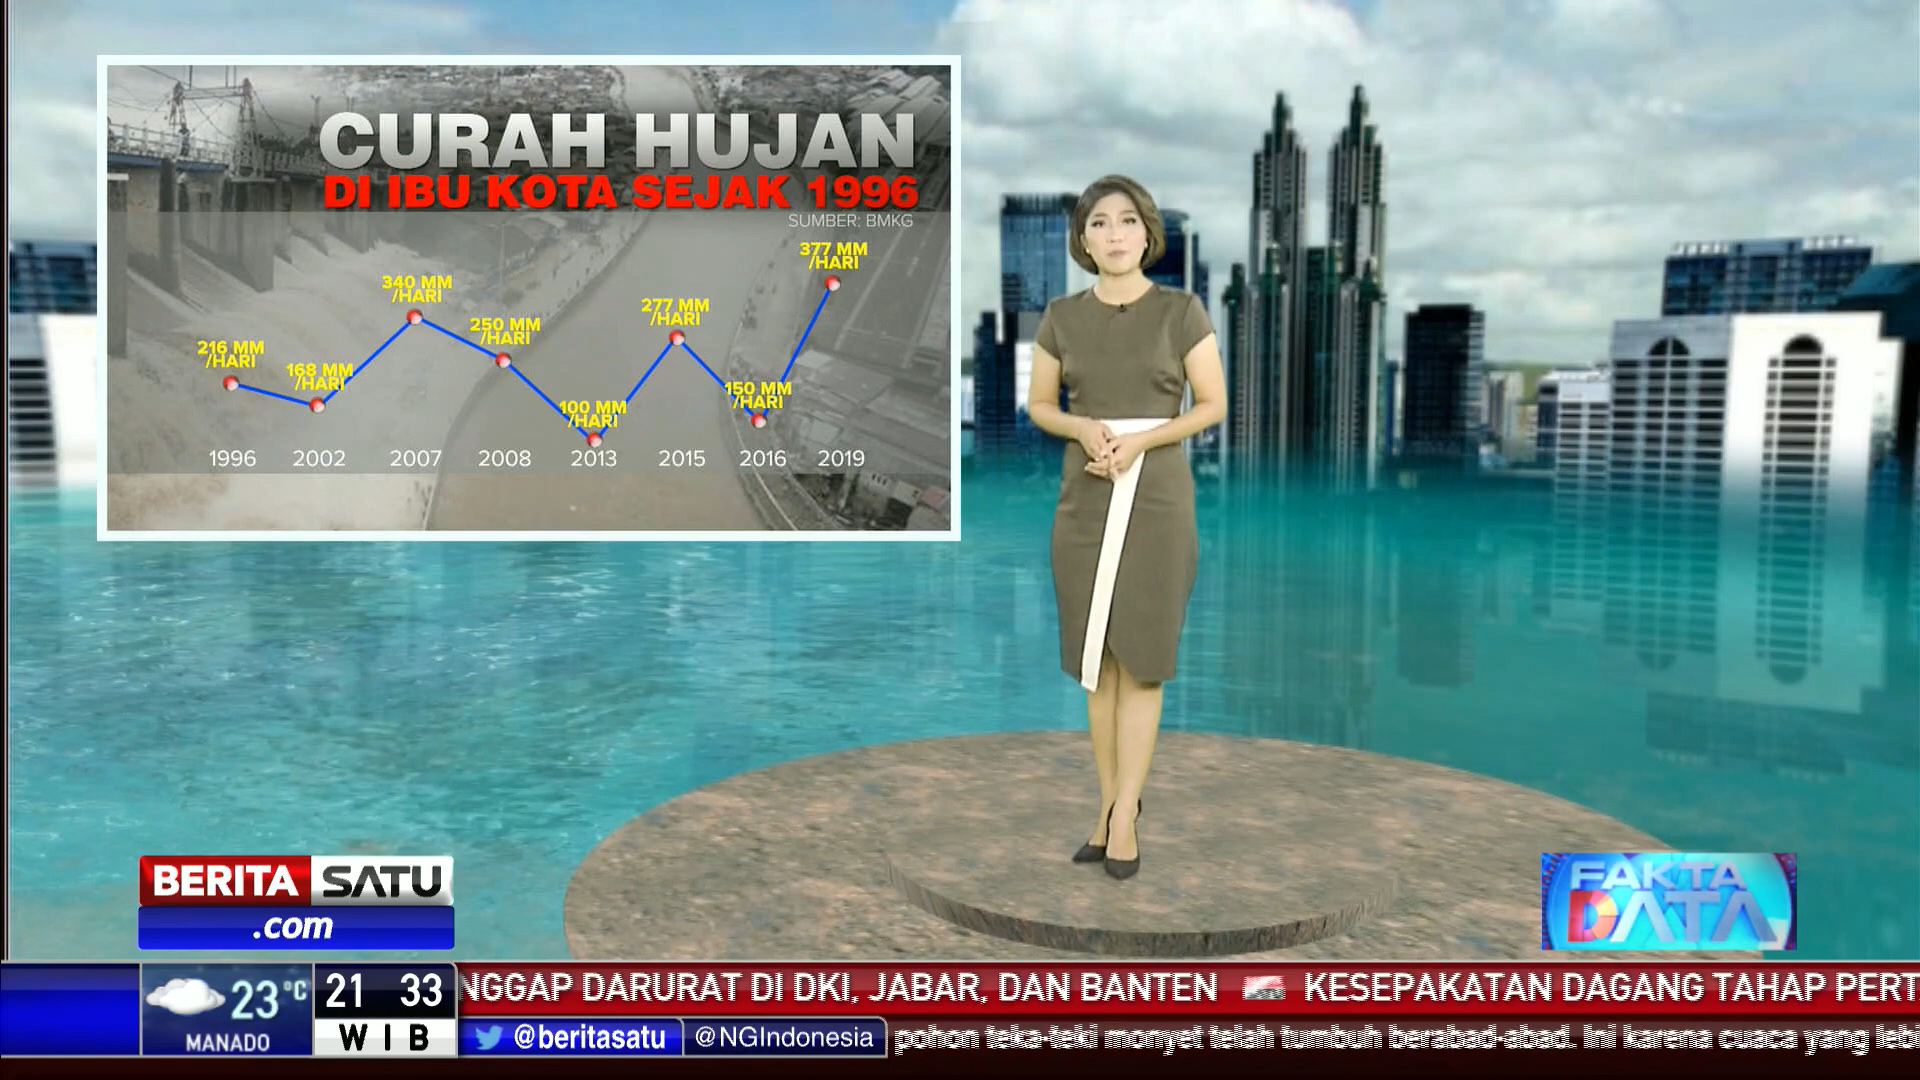 CURAH HUJAN
DI IBU KOTA SEJAK 1996
SUMBER: BMKG
216 MM
/HARI
168 MM
/HARI
340 MM
/HARI
250 MM
/HARI
100 MM
/HARI
277 MM
/HARI
150 MM
/HARI
377 MM
/HARI
1996 2002 2007 2008 2013 2015 2016 2019
BERITA SATU
.com
FAKTA
DATA
23°C
MANADO
21 33
WIB
NGGAP DARURAT DI DKI, JABAR, DAN BANTEN KESEPAKATAN DAGANG TAHAP PERT
@beritasatu @NGIndonesia pohon teka-teki monyet telah tumbuh berabad-abad. Ini karena cuaca yang lebi